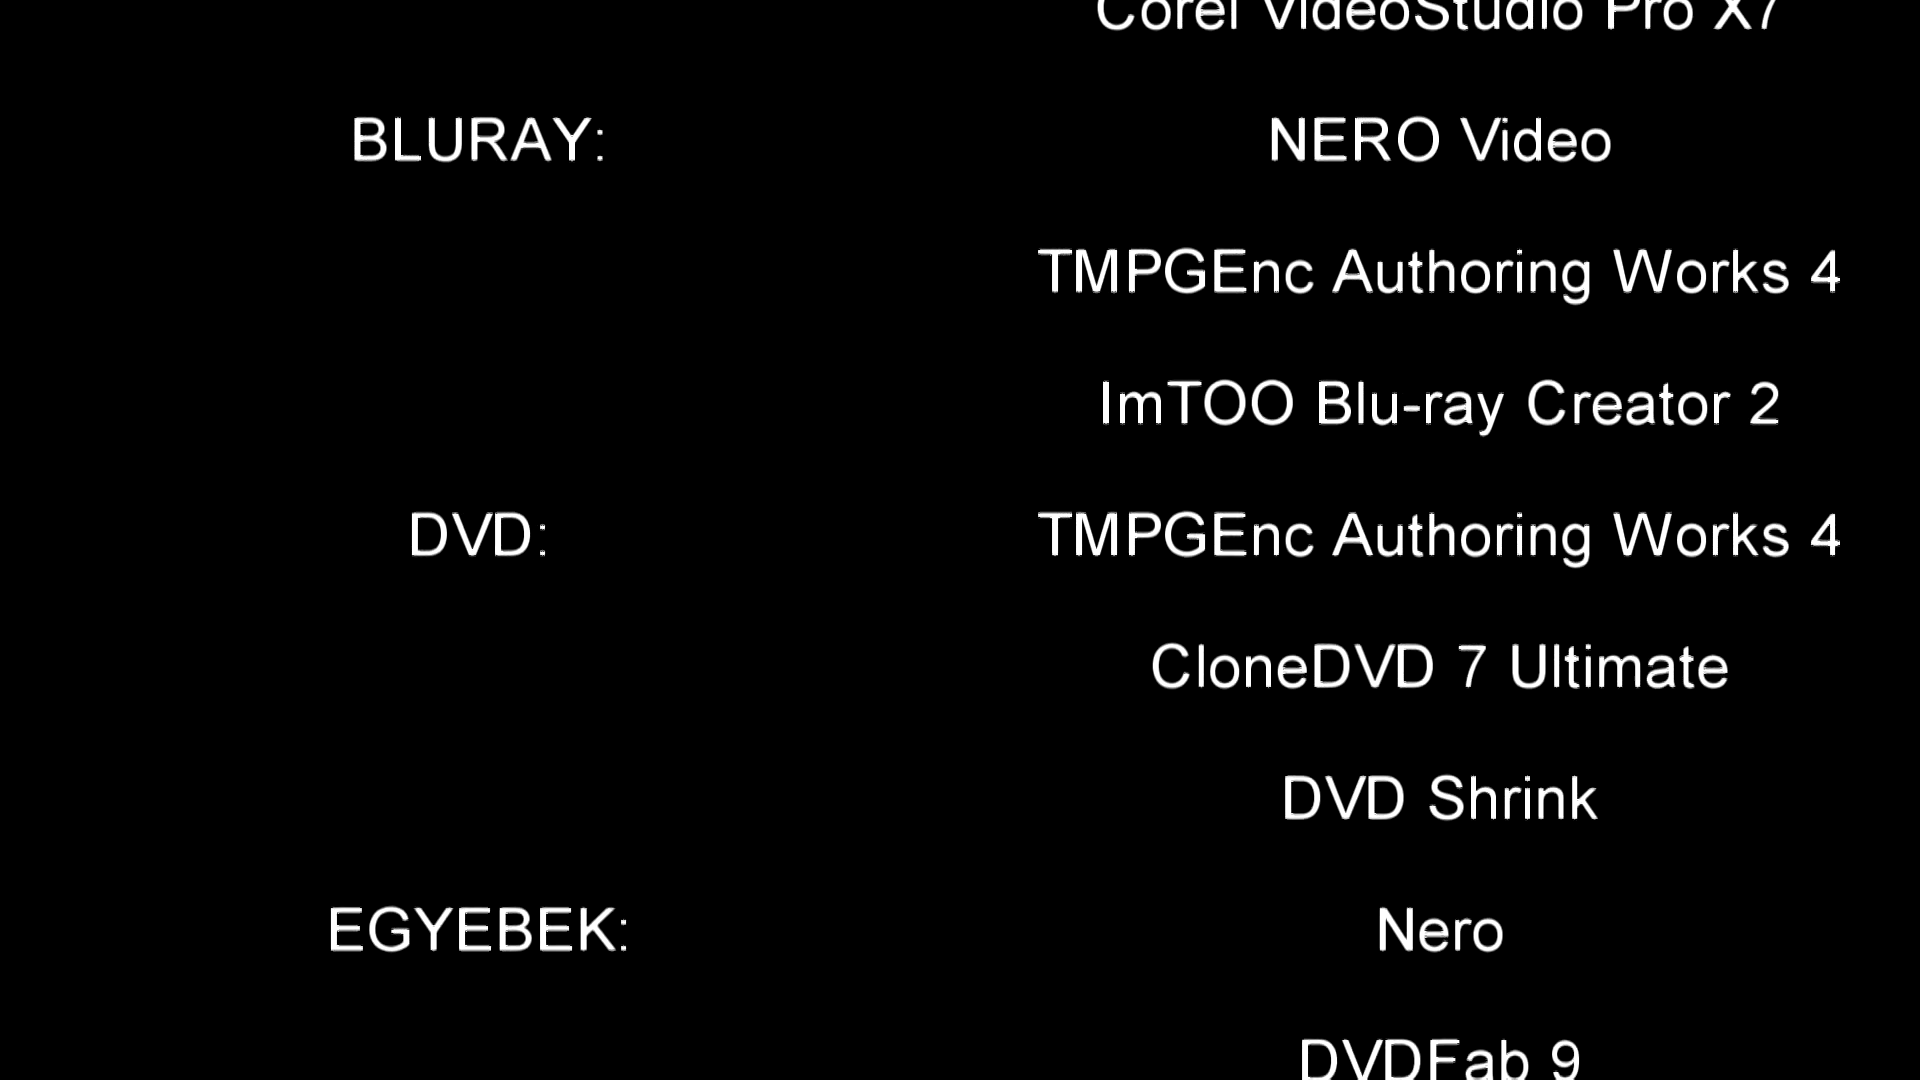 Corel VideoStudio Pro X7
BLURAY: NERO Video
TMPGEnc Authoring Works 4
ImTOO Blu-ray Creator 2
DVD: TMPGEnc Authoring Works 4
CloneDVD 7 Ultimate
DVD Shrink
EGYEBEK: Nero
DVDFab 9